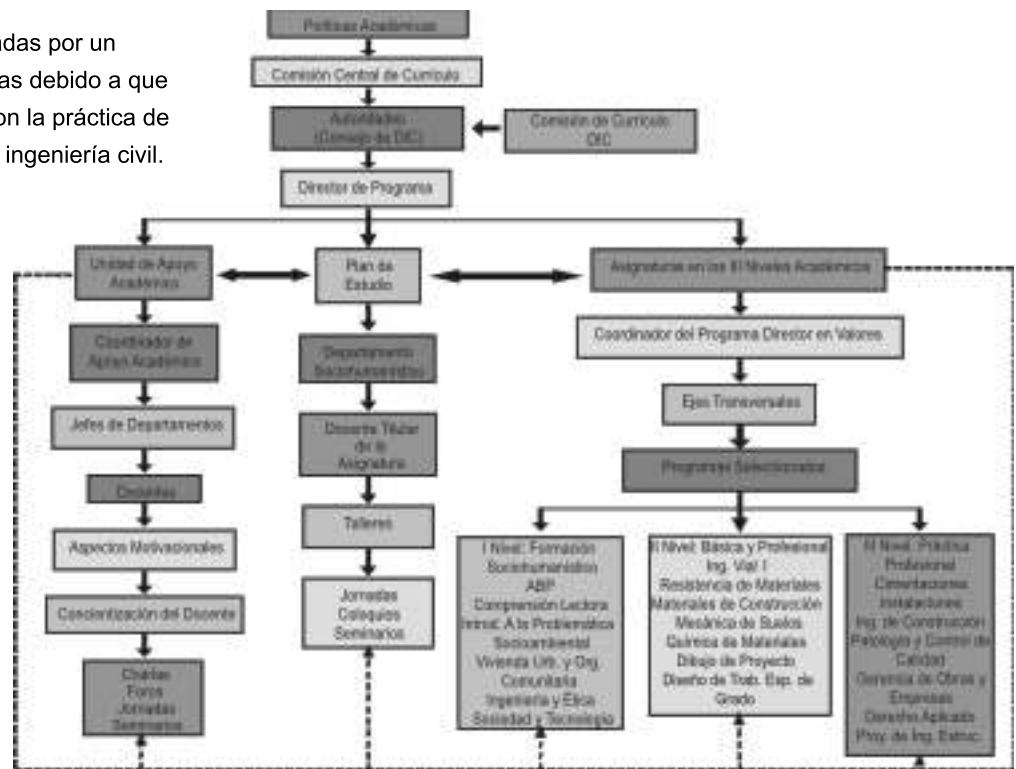 adas por un
as debido a que
on la práctica de
ingeniería civil.
Políticas Académicas
Comisión Central de Currículo
Autoridades
(Consejo de DIC)
Comisión de Currículo
DIC
Director de Programa
Unidad de Apoyo
Académico
Plan de
Estudio
Asignaturas en los III Niveles Académicos
Coordinador de
Apoyo Académico
Departamento
Sociohumanístico
Coordinador del Programa Director en Valores
Jefes de Departamentos
Docente Titular
de la
Asignatura
Ejes Transversales
Docentes
Programas Seleccionados
Aspectos Motivacionales
Talleres
Concientización del Docente
Jornadas
Coloquios
Seminarios
Charlas
Foros
Jornadas
Seminarios
I Nivel: Formación
Sociohumanístico
ABP
Comprensión Lectora
A la Problemática
Socioambiental
Vivienda Urb. y Org.
Comunitaria
Ingeniería y Ética
Sociedad y Tecnología
II Nivel: Básica y Profesional
Ing. Vial I
Resistencia de Materiales
Materiales de Construcción
Mecánica de Suelos
Química de Materiales
Dibujo de Proyecto
Diseño de Trab. Esp. de
Grado
III Nivel: Práctica
Profesional
Cimentaciones
Instalaciones
Ing. de Construcción
Patología y Control de
Calidad
Gerencia de Obras y
Empresas
Derecho Aplicado
Proy. de Ing. Estruc.